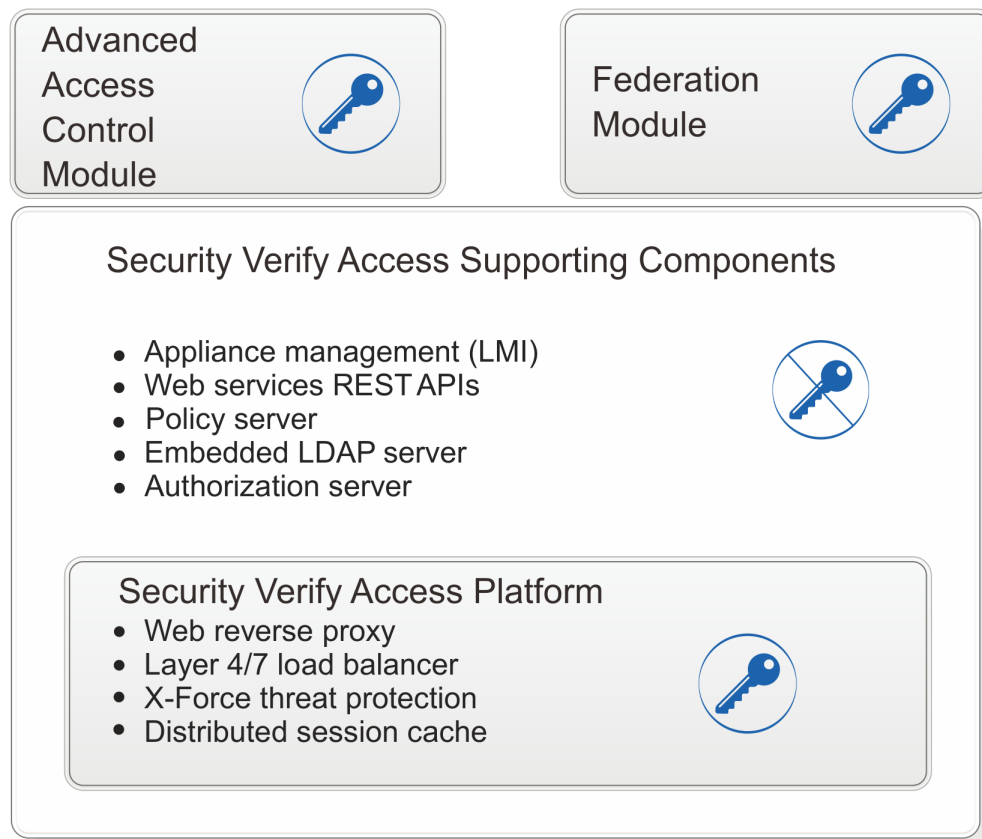 Advanced
Access
Control
Module
Federation
Module
Security Verify Access Supporting Components
• Appliance management (LMI)
• Web services REST APIs
• Policy server
• Embedded LDAP server
• Authorization server
Security Verify Access Platform
• Web reverse proxy
• Layer 4/7 load balancer
• X-Force threat protection
• Distributed session cache